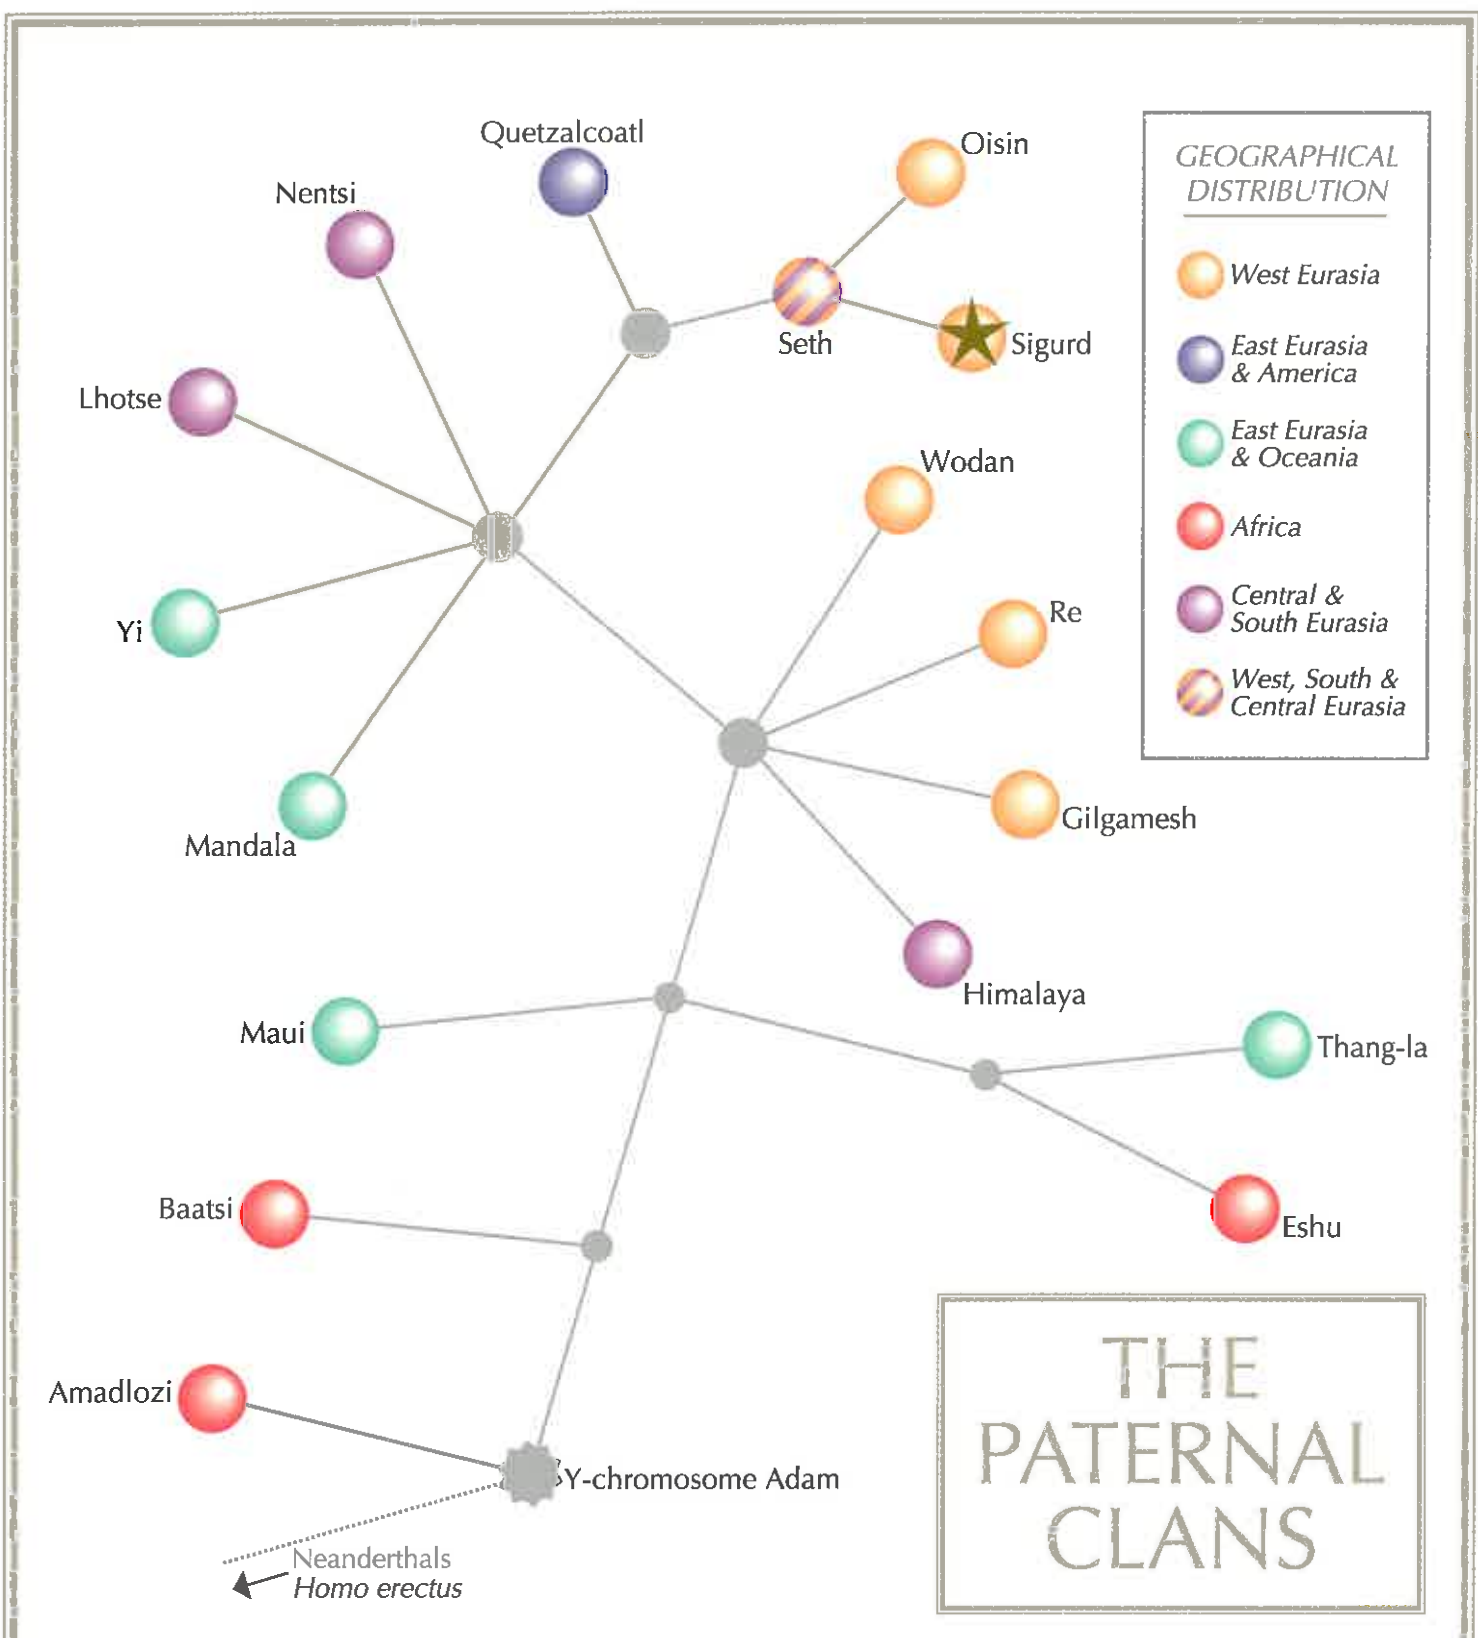 Quetzalcoatl
Oisin
Nentsi
Seth
Sigurd
Lhotse
Wodan
Re
Yi
Gilgamesh
Mandala
Himalaya
Maui
Thang-la
Baatsi
Eshu
Amadlozi
Y-chromosome Adam
Neanderthals
Homo erectus
GEOGRAPHICAL
DISTRIBUTION
West Eurasia
East Eurasia
& America
East Eurasia
& Oceania
Africa
Central &
South Eurasia
West, South &
Central Eurasia
THE
PATERNAL
CLANS